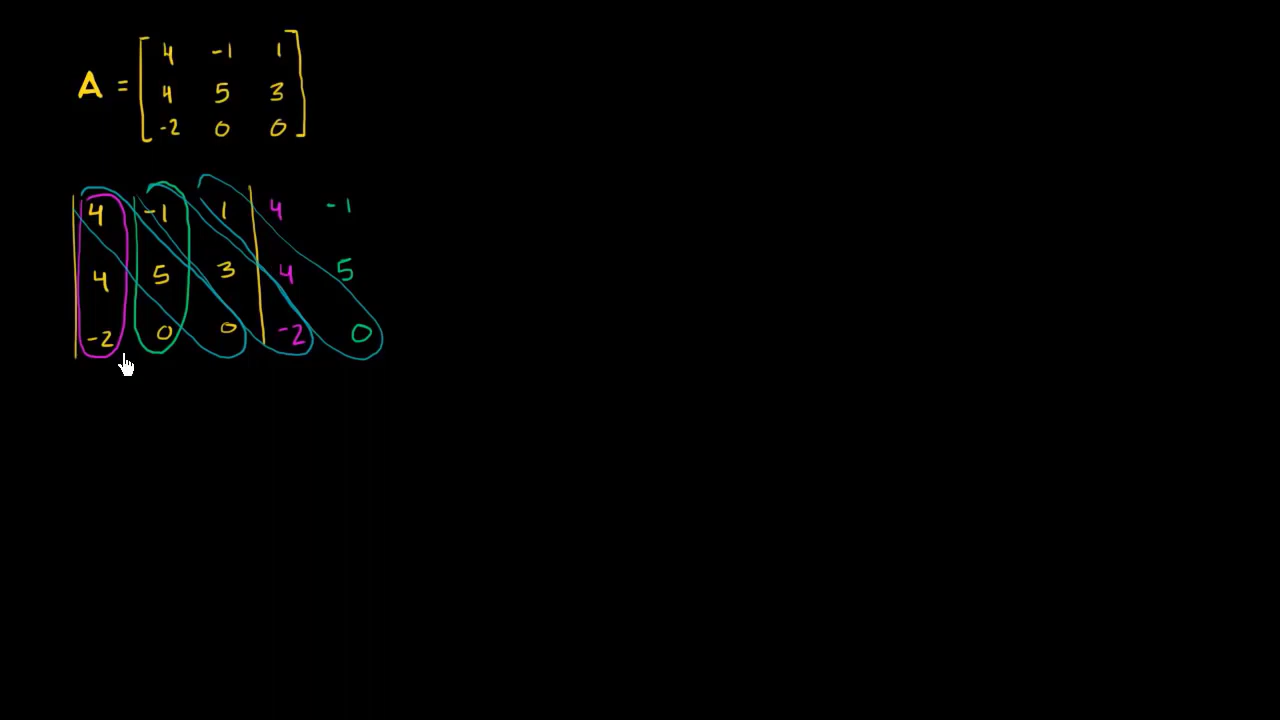 A = [ 4 -1 1
4 5 3
-2 0 0 ]
| 4 -1 1 | 4 -1
4 5 3 4 5
-2 0 0 -2 0